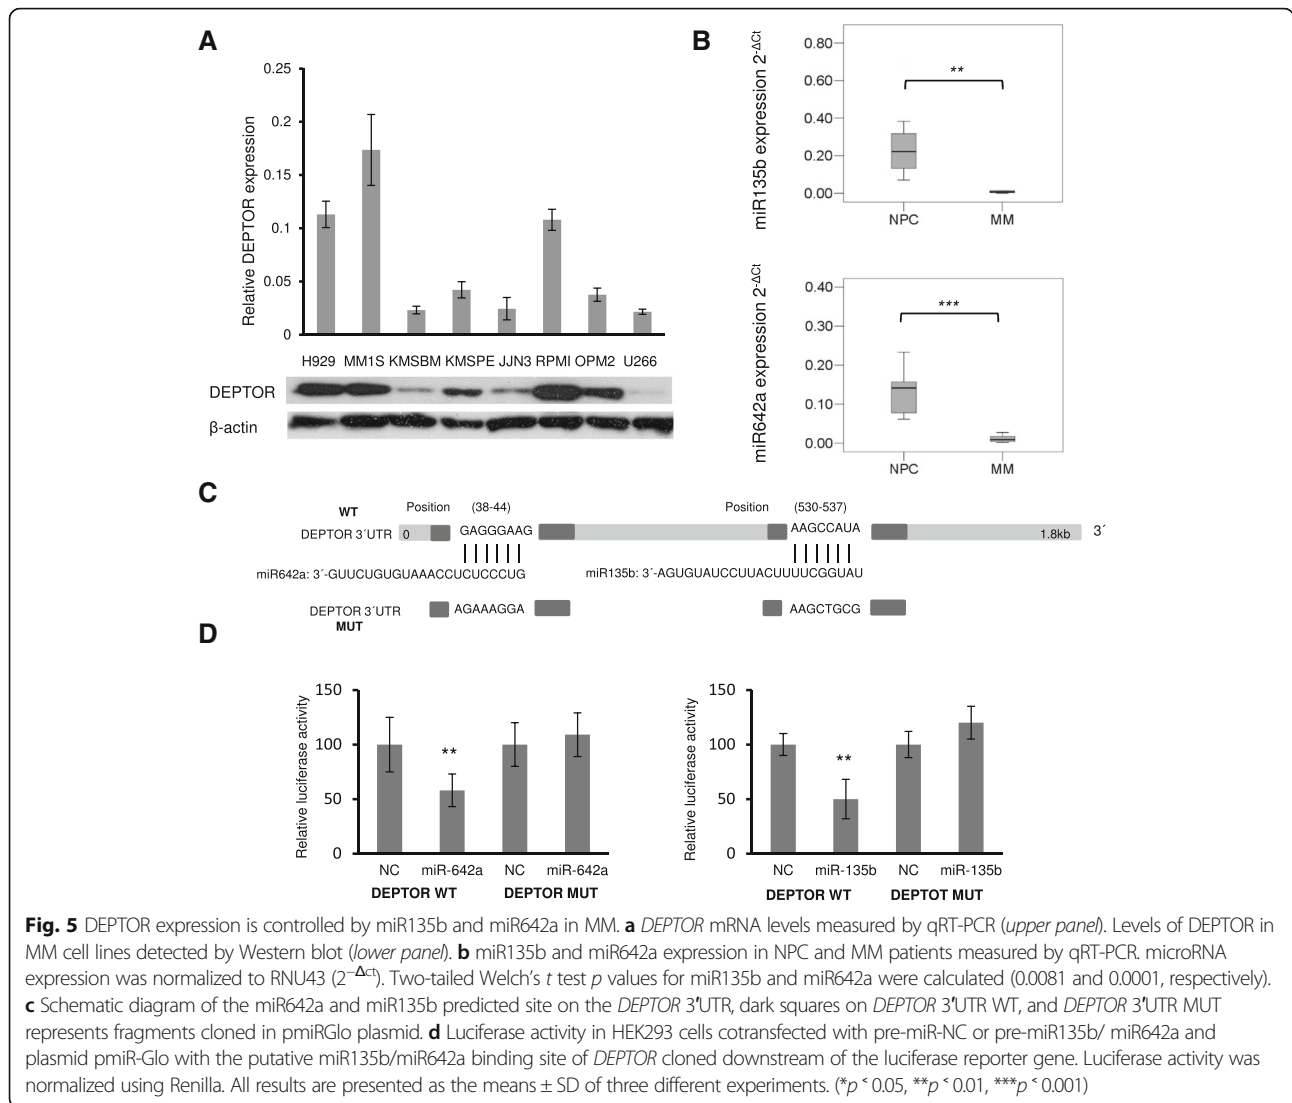 A
Relative DEPTOR expression
0.25
0.2
0.15
0.1
0.05
0
H929 MM1S KMSBM KMSPE JJN3 RPMI OPM2 U266
DEPTOR
β-actin
B
miR135b expression 2-ΔCt
0.80
0.40
0.20
0.00
**
NPC MM
miR642a expression 2-ΔCt
0.40
0.30
0.20
0.10
0.00
***
NPC MM
C
WT
Position (38-44) Position (530-537)
DEPTOR 3´UTR 0 GAGGGAAG AAGCCAUA 1.8kb 3´
miR642a: 3´-GUUCUGUGUAAACCUCUCCCUG miR135b: 3´-AGUGUAUCCUUACUUUUCGGUAU
DEPTOR 3´UTR AGAAAGGA AAGCTGCG
MUT
D
Relative luciferase activity
150
100
50
0
**
NC miR-642a NC miR-642a
DEPTOR WT DEPTOR MUT
Relative luciferase activity
150
100
50
0
**
NC miR-135b NC miR-135b
DEPTOR WT DEPTOT MUT
Fig. 5 DEPTOR expression is controlled by miR135b and miR642a in MM. a DEPTOR mRNA levels measured by qRT-PCR (upper panel). Levels of DEPTOR in
MM cell lines detected by Western blot (lower panel). b miR135b and miR642a expression in NPC and MM patients measured by qRT-PCR. microRNA
expression was normalized to RNU43 (2−Δct). Two-tailed Welch's t test p values for miR135b and miR642a were calculated (0.0081 and 0.0001, respectively).
c Schematic diagram of the miR642a and miR135b predicted site on the DEPTOR 3′UTR, dark squares on DEPTOR 3′UTR WT, and DEPTOR 3′UTR MUT
represents fragments cloned in pmiRGlo plasmid. d Luciferase activity in HEK293 cells cotransfected with pre-miR-NC or pre-miR135b/ miR642a and
plasmid pmiR-Glo with the putative miR135b/miR642a binding site of DEPTOR cloned downstream of the luciferase reporter gene. Luciferase activity was
normalized using Renilla. All results are presented as the means ± SD of three different experiments. (*p < 0.05, **p < 0.01, ***p < 0.001)